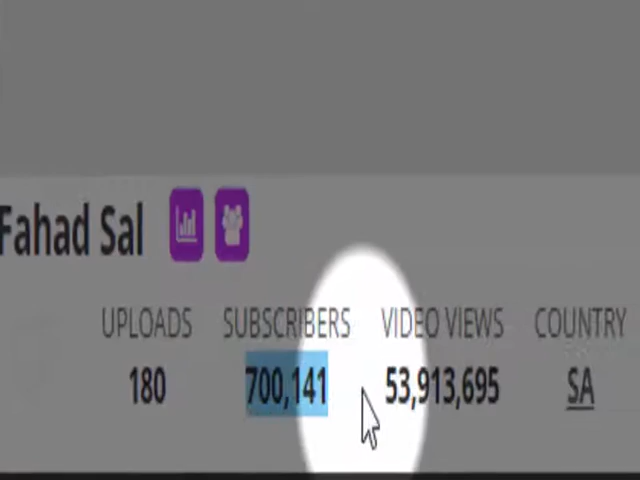 Fahad Sal
UPLOADS SUBSCRIBERS VIDEO VIEWS COUNTRY
180 700,141 53,913,695 SA